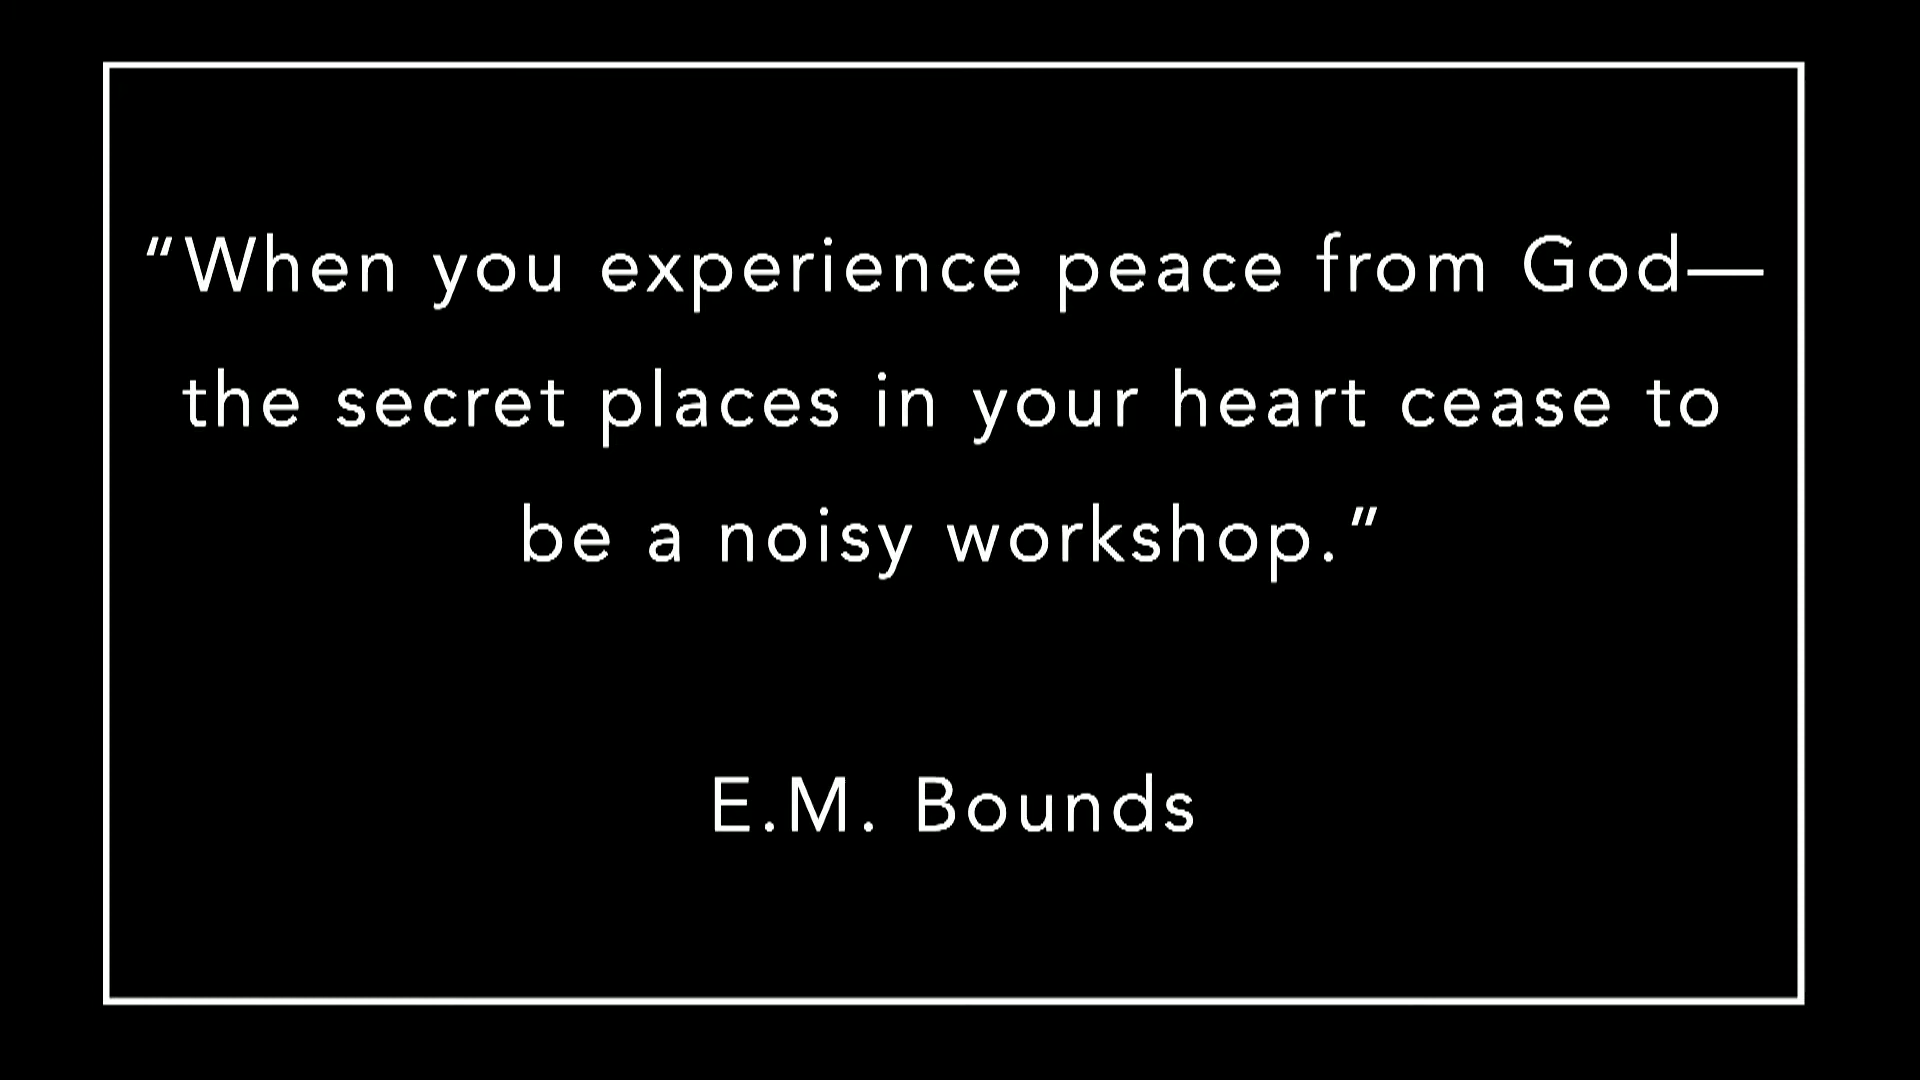 “When you experience peace from God—
the secret places in your heart cease to
be a noisy workshop.”
E.M. Bounds